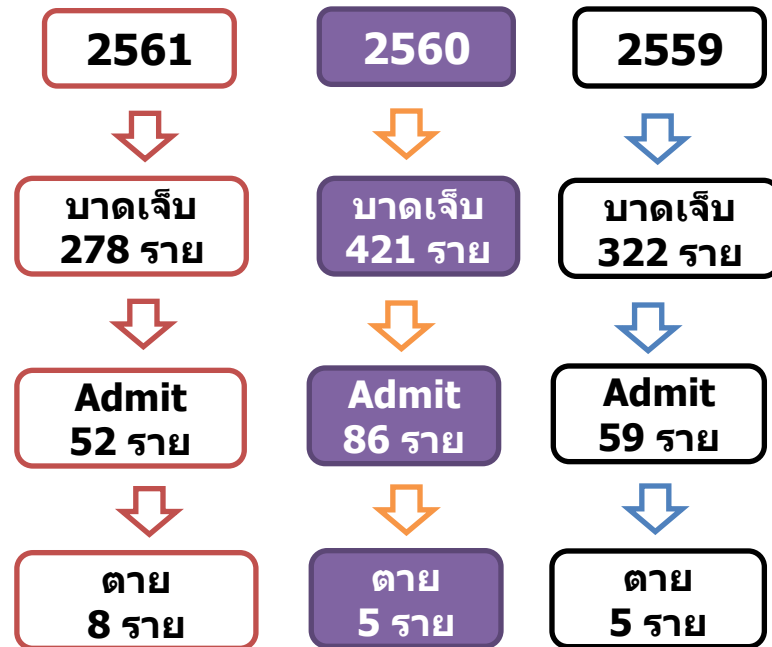 2561
บาดเจ็บ
278 ราย
Admit
52 ราย
ตาย
8 ราย
2560
บาดเจ็บ
421 ราย
Admit
86 ราย
ตาย
5 ราย
2559
บาดเจ็บ
322 ราย
Admit
59 ราย
ตาย
5 ราย